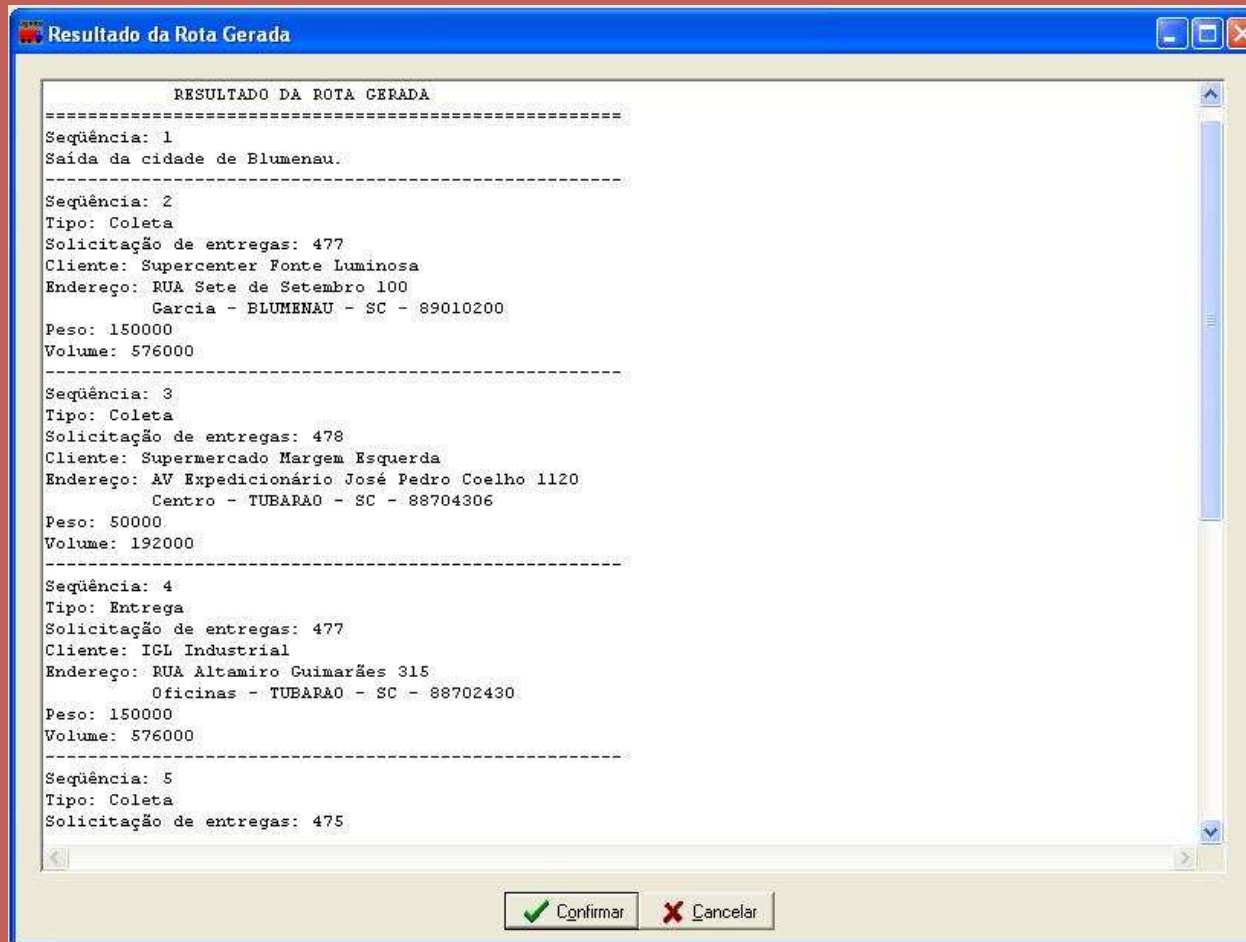 Resultado da Rota Gerada
RESULTADO DA ROTA GERADA
======================================================
Seqüência: 1
Saída da cidade de Blumenau.
------------------------------------------------------
Seqüência: 2
Tipo: Coleta
Solicitação de entregas: 477
Cliente: Supercenter Fonte Luminosa
Endereço: RUA Sete de Setembro 100
Garcia - BLUMENAU - SC - 89010200
Peso: 150000
Volume: 576000
------------------------------------------------------
Seqüência: 3
Tipo: Coleta
Solicitação de entregas: 478
Cliente: Supermercado Margem Esquerda
Endereço: AV Expedicionário José Pedro Coelho 1120
Centro - TUBARAO - SC - 88704306
Peso: 50000
Volume: 192000
------------------------------------------------------
Seqüência: 4
Tipo: Entrega
Solicitação de entregas: 477
Cliente: IGL Industrial
Endereço: RUA Altamiro Guimarães 315
Oficinas - TUBARAO - SC - 88702430
Peso: 150000
Volume: 576000
------------------------------------------------------
Seqüência: 5
Tipo: Coleta
Solicitação de entregas: 475
Confirmar Cancelar